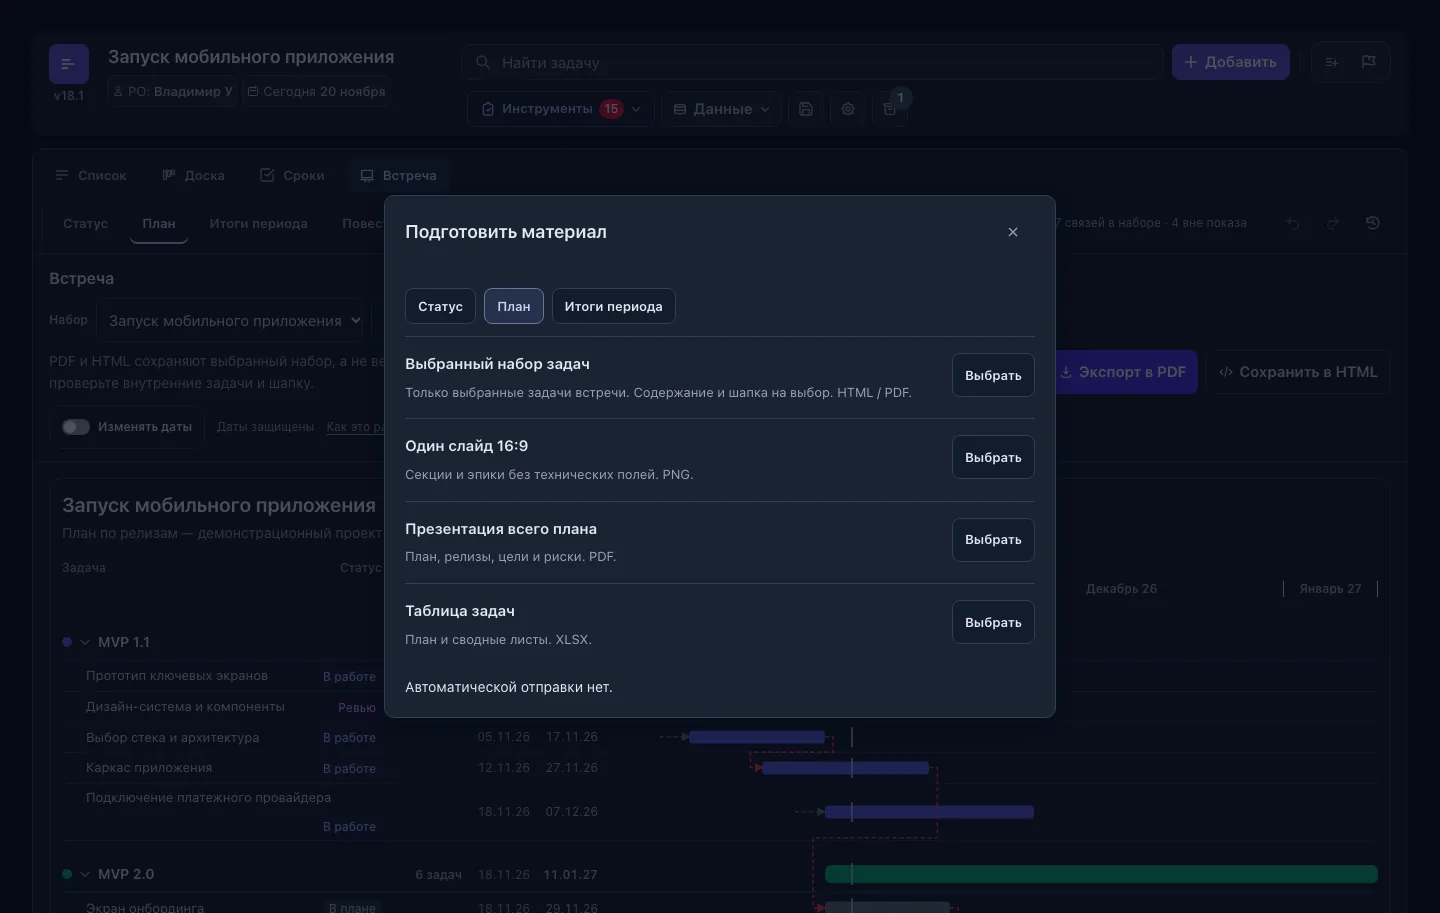 Запуск мобильного приложения
Найти задачу
Добавить
v18.1
PO: Владимир У
Сегодня 20 ноября
Инструменты 15
Данные
1
Список
Доска
Сроки
Встреча
Статус
План
Итоги периода
Повес
7 связей в наборе · 4 вне показа
Встреча
Набор
Запуск мобильного приложения
PDF и HTML сохраняют выбранный набор, а не ве
проверьте внутренние задачи и шапку.
Экспорт в PDF
Сохранить в HTML
Изменять даты
Даты защищены
Как это ра
Подготовить материал
Статус
План
Итоги периода
Выбранный набор задач
Только выбранные задачи встречи. Содержание и шапка на выбор. HTML / PDF.
Выбрать
Один слайд 16:9
Секции и эпики без технических полей. PNG.
Выбрать
Презентация всего плана
План, релизы, цели и риски. PDF.
Выбрать
Таблица задач
План и сводные листы. XLSX.
Выбрать
Автоматической отправки нет.
Запуск мобильного приложения
План по релизам — демонстрационный проект
Задача
Статус
Декабрь 26
Январь 27
MVP 1.1
Прототип ключевых экранов
В работе
Дизайн-система и компоненты
Ревью
Выбор стека и архитектура
В работе
05.11.26
17.11.26
Каркас приложения
В работе
12.11.26
27.11.26
Подключение платежного провайдера
В работе
18.11.26
07.12.26
MVP 2.0
6 задач
18.11.26
11.01.27
Экран онбординга
В плане
18.11.26
29.11.26